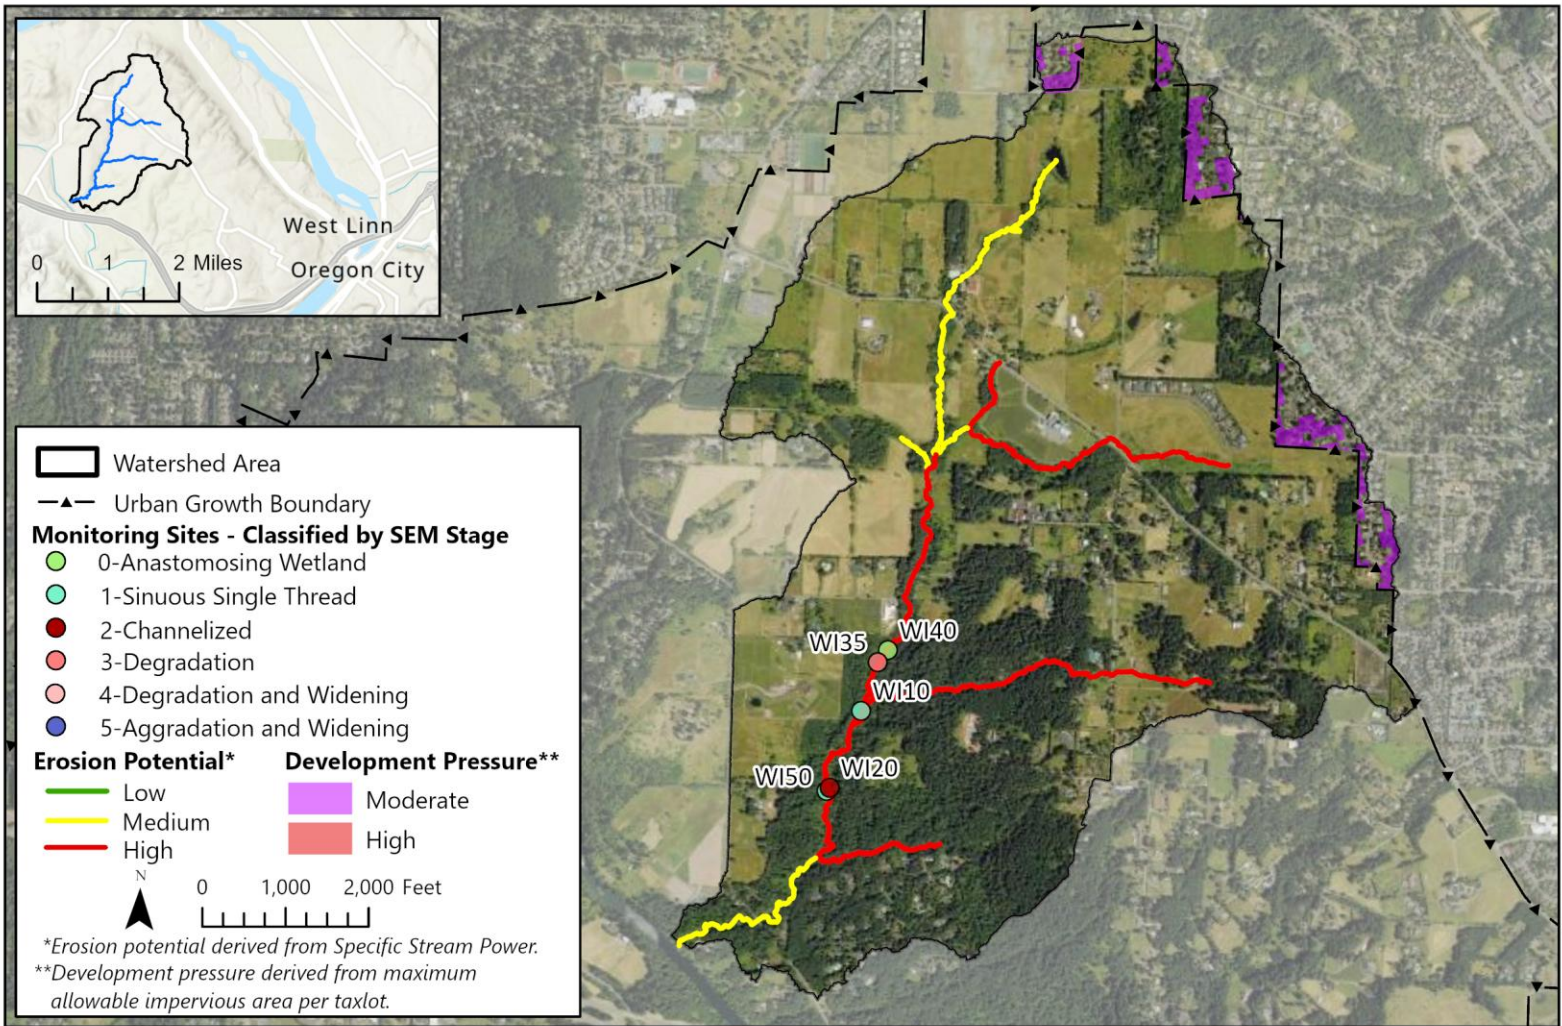 West Linn
Oregon City
0 1 2 Miles
WI35
WI40
WI10
WI50
WI20
Watershed Area
Urban Growth Boundary
Monitoring Sites - Classified by SEM Stage
0-Anastomosing Wetland
1-Sinuous Single Thread
2-Channelized
3-Degradation
4-Degradation and Widening
5-Aggradation and Widening
Erosion Potential*
Low
Medium
High
Development Pressure**
Moderate
High
N
0 1,000 2,000 Feet
*Erosion potential derived from Specific Stream Power.
**Development pressure derived from maximum
allowable impervious area per taxlot.